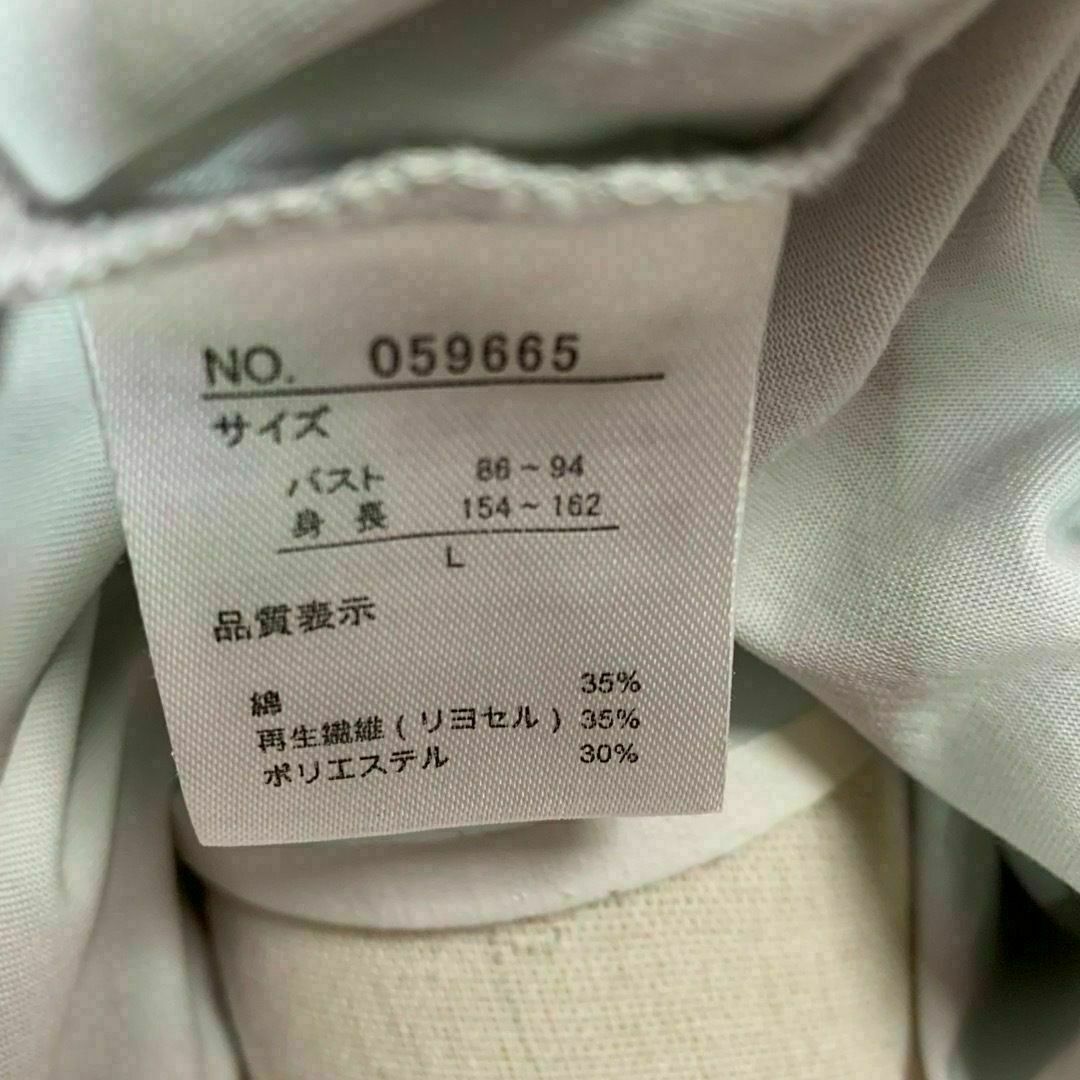 NO. 059665
サイズ
バスト 86～94
身長 154～162
L
品質表示
綿 35%
再生繊維(リヨセル) 35%
ポリエステル 30%